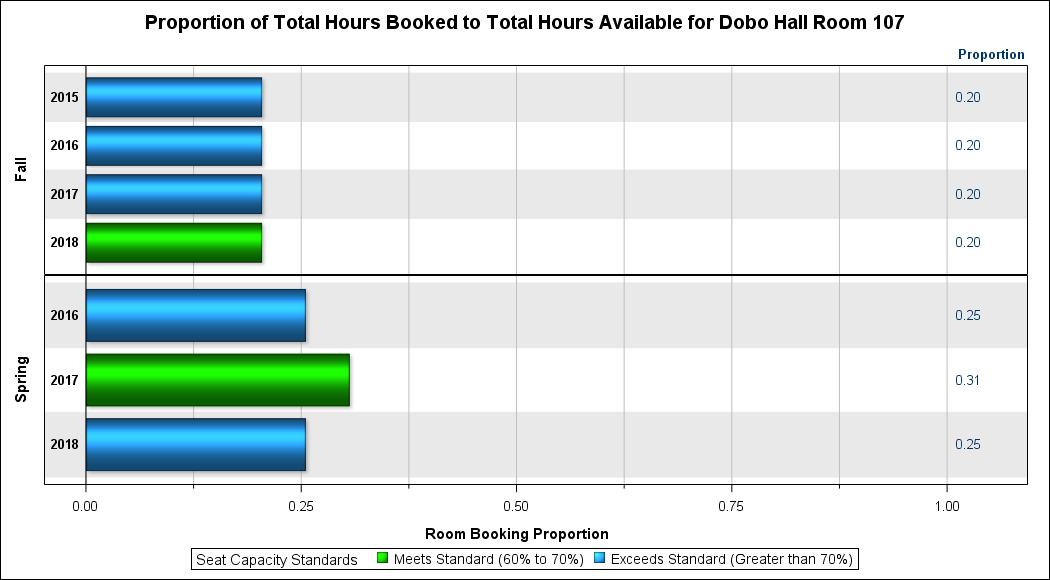 Proportion of Total Hours Booked to Total Hours Available for Dobo Hall Room 107
Proportion
Fall
2015 0.20
2016 0.20
2017 0.20
2018 0.20
Spring
2016 0.25
2017 0.31
2018 0.25
0.00 0.25 0.50 0.75 1.00
Room Booking Proportion
Seat Capacity Standards Meets Standard (60% to 70%) Exceeds Standard (Greater than 70%)